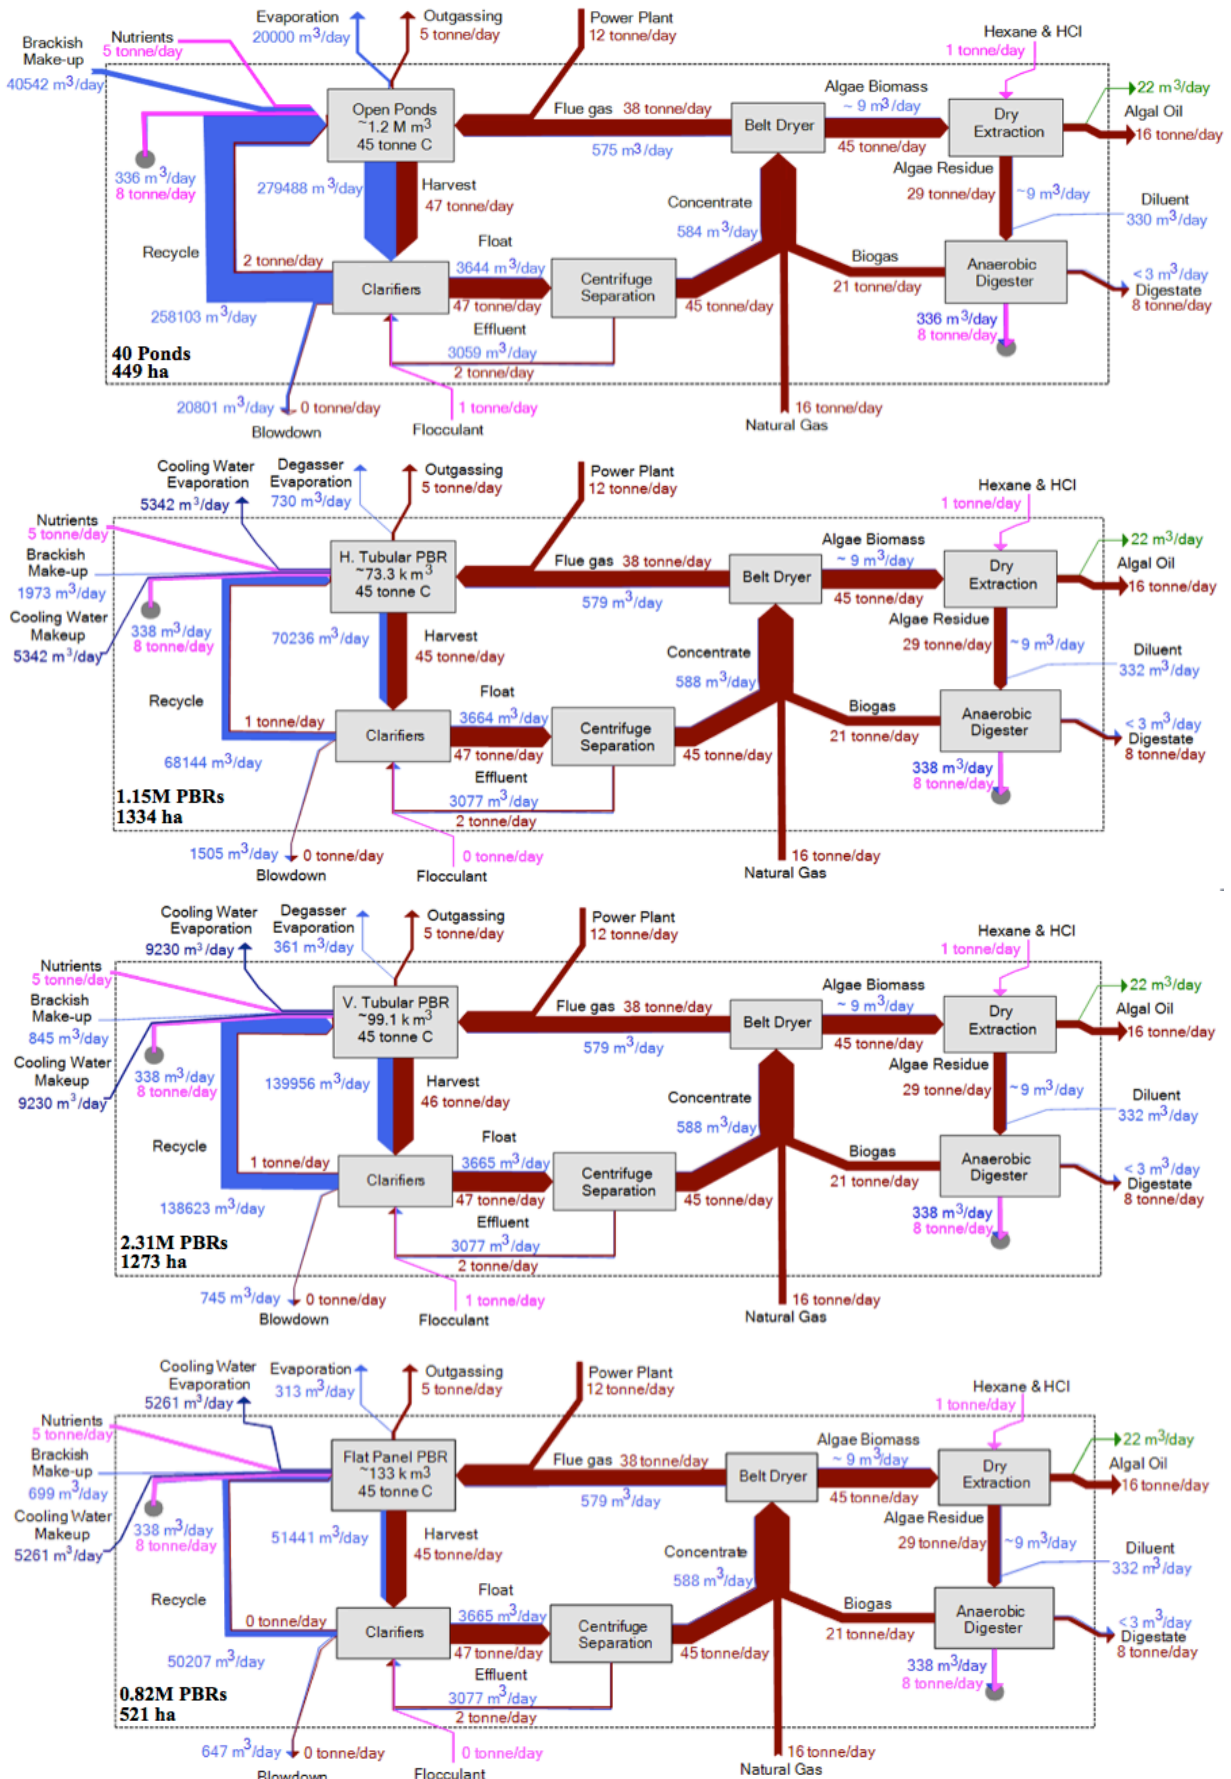 Evaporation
20000 m³/day
Outgassing
5 tonne/day
Power Plant
12 tonne/day
Hexane & HCl
1 tonne/day
Nutrients
5 tonne/day
Brackish
Make-up
40542 m³/day
Open Ponds
~1.2 M m³
45 tonne C
Flue gas 38 tonne/day
575 m³/day
Belt Dryer
Algae Biomass
~ 9 m³/day
45 tonne/day
Dry
Extraction
22 m³/day
Algal Oil
16 tonne/day
336 m³/day
8 tonne/day
279488 m³/day
Harvest
47 tonne/day
Algae Residue
29 tonne/day
~9 m³/day
Diluent
330 m³/day
Concentrate
584 m³/day
Recycle
2 tonne/day
258103 m³/day
Clarifiers
Float
3644 m³/day
47 tonne/day
Centrifuge
Separation
45 tonne/day
Biogas
21 tonne/day
Anaerobic
Digester
< 3 m³/day
Digestate
8 tonne/day
Effluent
3059 m³/day
2 tonne/day
336 m³/day
8 tonne/day
40 Ponds
449 ha
20801 m³/day
0 tonne/day
Blowdown
1 tonne/day
Flocculant
16 tonne/day
Natural Gas
Cooling Water
Evaporation
5342 m³/day
Degasser
Evaporation
730 m³/day
Outgassing
5 tonne/day
Power Plant
12 tonne/day
Hexane & HCl
1 tonne/day
Nutrients
5 tonne/day
Brackish
Make-up
1973 m³/day
Cooling Water
Makeup
5342 m³/day
H. Tubular PBR
~73.3 k m³
45 tonne C
Flue gas 38 tonne/day
579 m³/day
Belt Dryer
Algae Biomass
~ 9 m³/day
45 tonne/day
Dry
Extraction
22 m³/day
Algal Oil
16 tonne/day
338 m³/day
8 tonne/day
70236 m³/day
Harvest
45 tonne/day
Algae Residue
29 tonne/day
~9 m³/day
Diluent
332 m³/day
Concentrate
588 m³/day
Recycle
1 tonne/day
68144 m³/day
Clarifiers
Float
3664 m³/day
47 tonne/day
Centrifuge
Separation
45 tonne/day
Biogas
21 tonne/day
Anaerobic
Digester
< 3 m³/day
Digestate
8 tonne/day
Effluent
3077 m³/day
2 tonne/day
338 m³/day
8 tonne/day
1.15M PBRs
1334 ha
1505 m³/day
0 tonne/day
Blowdown
0 tonne/day
Flocculant
16 tonne/day
Natural Gas
Cooling Water
Evaporation
9230 m³/day
Degasser
Evaporation
361 m³/day
Outgassing
5 tonne/day
Power Plant
12 tonne/day
Hexane & HCl
1 tonne/day
Nutrients
5 tonne/day
Brackish
Make-up
845 m³/day
Cooling Water
Makeup
9230 m³/day
V. Tubular PBR
~99.1 k m³
45 tonne C
Flue gas 38 tonne/day
579 m³/day
Belt Dryer
Algae Biomass
~ 9 m³/day
45 tonne/day
Dry
Extraction
22 m³/day
Algal Oil
16 tonne/day
338 m³/day
8 tonne/day
139956 m³/day
Harvest
46 tonne/day
Algae Residue
29 tonne/day
~9 m³/day
Diluent
332 m³/day
Concentrate
588 m³/day
Recycle
1 tonne/day
138623 m³/day
Clarifiers
Float
3665 m³/day
47 tonne/day
Centrifuge
Separation
45 tonne/day
Biogas
21 tonne/day
Anaerobic
Digester
< 3 m³/day
Digestate
8 tonne/day
Effluent
3077 m³/day
2 tonne/day
338 m³/day
8 tonne/day
2.31M PBRs
1273 ha
745 m³/day
0 tonne/day
Blowdown
1 tonne/day
Flocculant
16 tonne/day
Natural Gas
Cooling Water
Evaporation
5261 m³/day
Evaporation
313 m³/day
Outgassing
5 tonne/day
Power Plant
12 tonne/day
Hexane & HCl
1 tonne/day
Nutrients
5 tonne/day
Brackish
Make-up
699 m³/day
Cooling Water
Makeup
5261 m³/day
Flat Panel PBR
~133 k m³
45 tonne C
Flue gas 38 tonne/day
579 m³/day
Belt Dryer
Algae Biomass
~ 9 m³/day
45 tonne/day
Dry
Extraction
22 m³/day
Algal Oil
16 tonne/day
338 m³/day
8 tonne/day
51441 m³/day
Harvest
45 tonne/day
Algae Residue
29 tonne/day
~9 m³/day
Diluent
332 m³/day
Concentrate
588 m³/day
Recycle
0 tonne/day
50207 m³/day
Clarifiers
Float
3665 m³/day
47 tonne/day
Centrifuge
Separation
45 tonne/day
Biogas
21 tonne/day
Anaerobic
Digester
< 3 m³/day
Digestate
8 tonne/day
Effluent
3077 m³/day
2 tonne/day
338 m³/day
8 tonne/day
0.82M PBRs
521 ha
647 m³/day
0 tonne/day
Blowdown
0 tonne/day
Flocculant
16 tonne/day
Natural Gas